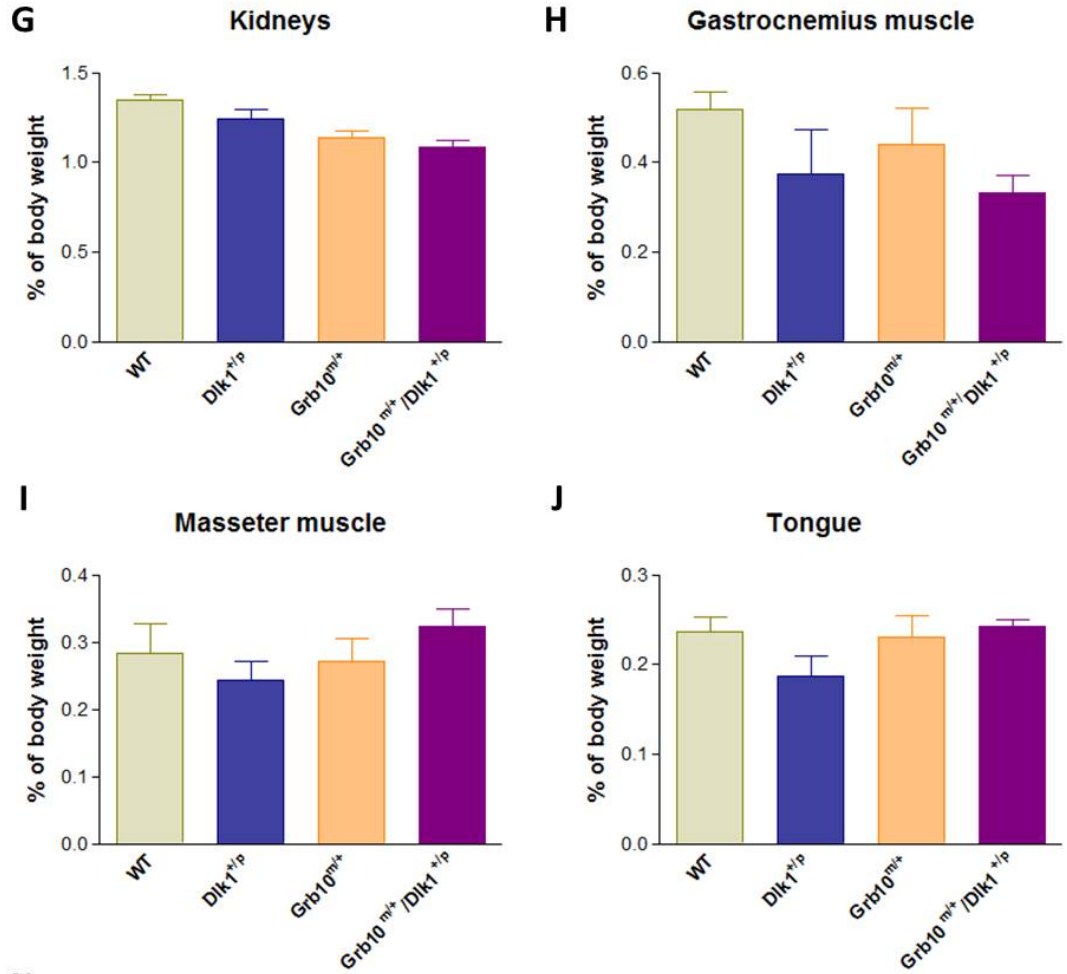 G Kidneys
% of body weight
1.5
1.0
0.5
0.0
WT
Dlk1+/p
Grb10m/+
Grb10 m/+ /Dlk1 +/p
H Gastrocnemius muscle
% of body weight
0.6
0.4
0.2
0.0
WT
Dlk1+/p
Grb10m/+
Grb10 m/+/Dlk1 +/p
I Masseter muscle
% of body weight
0.4
0.3
0.2
0.1
0.0
WT
Dlk1+/p
Grb10m/+
Grb10 m/+ /Dlk1 +/p
J Tongue
% of body weight
0.3
0.2
0.1
0.0
WT
Dlk1+/p
Grb10m/+
Grb10 m/+ /Dlk1 +/p